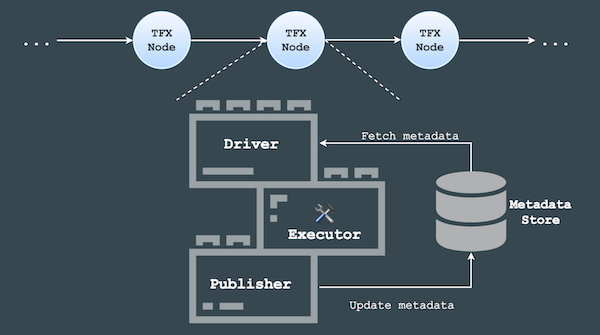 ...
TFX
Node
TFX
Node
TFX
Node
...
Driver
Fetch metadata
Executor
Metadata
Store
Publisher
Update metadata